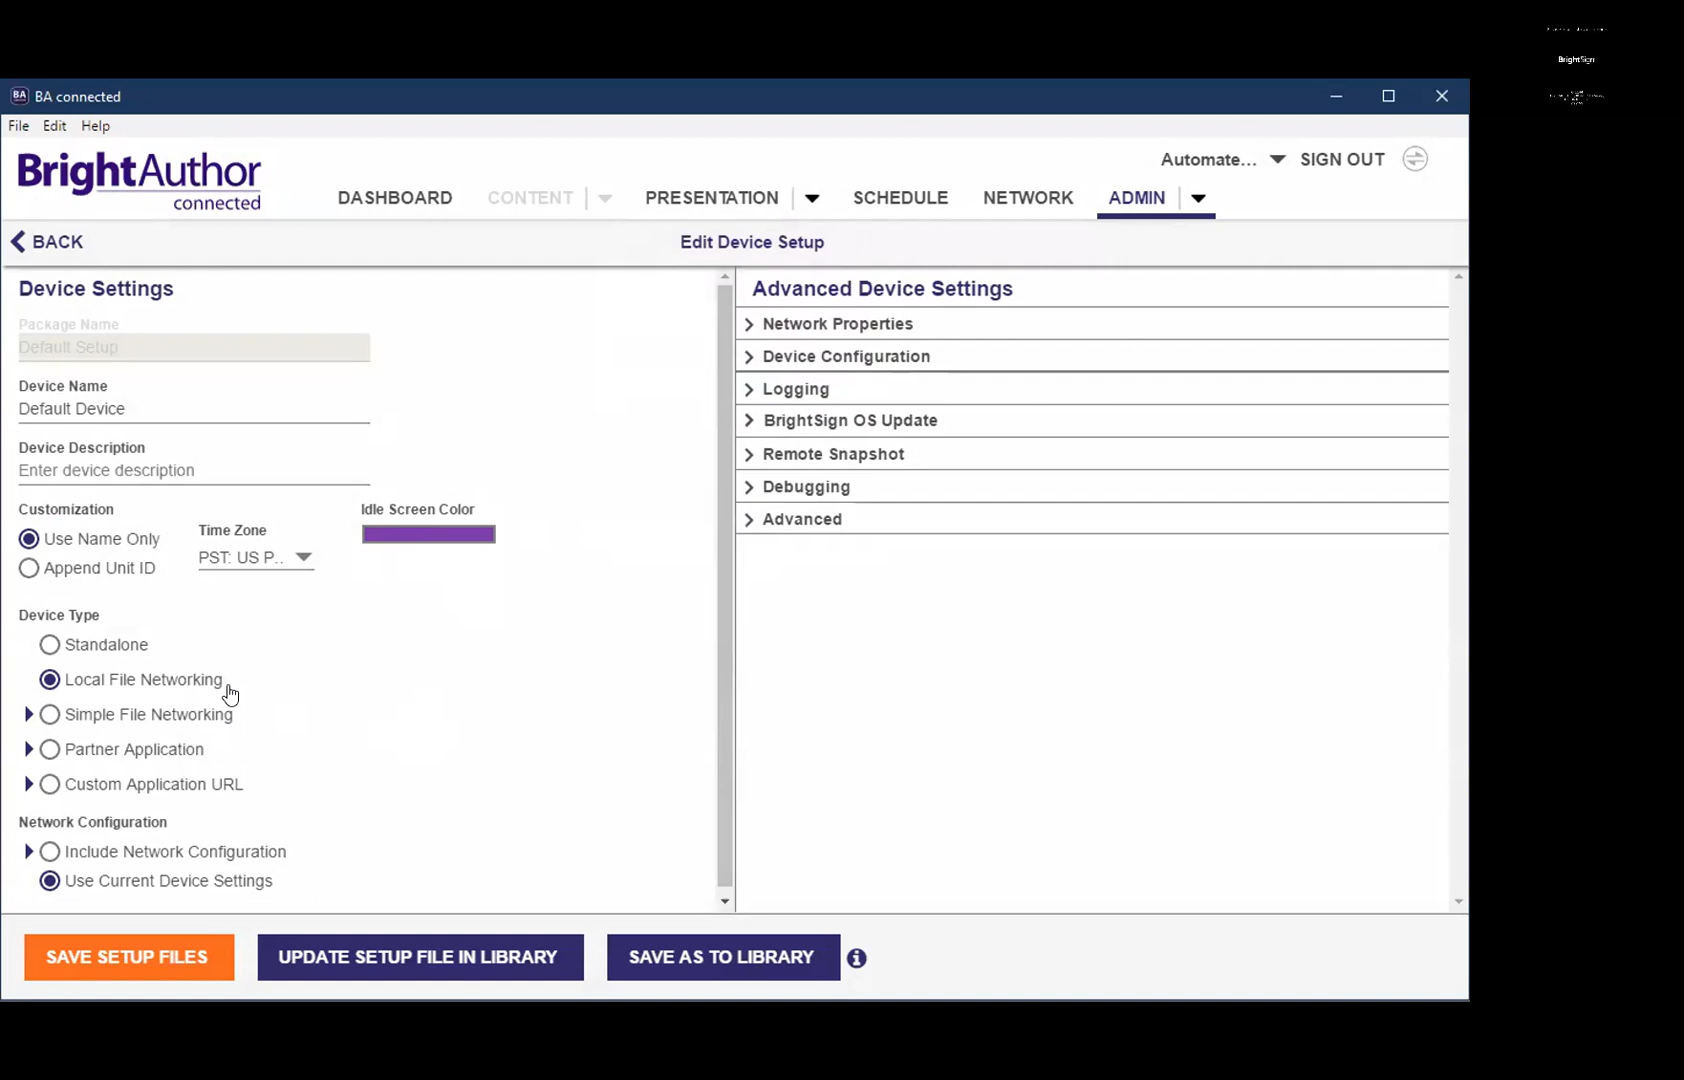 BrightSign
BA BA connected
File Edit Help
BrightAuthor
connected
Automate... SIGN OUT
DASHBOARD CONTENT PRESENTATION SCHEDULE NETWORK ADMIN
BACK
Edit Device Setup
Device Settings
Package Name
Default Setup
Device Name
Default Device
Device Description
Enter device description
Customization
Use Name Only
Append Unit ID
Time Zone
PST: US P..
Idle Screen Color
Device Type
Standalone
Local File Networking
Simple File Networking
Partner Application
Custom Application URL
Network Configuration
Include Network Configuration
Use Current Device Settings
Advanced Device Settings
Network Properties
Device Configuration
Logging
BrightSign OS Update
Remote Snapshot
Debugging
Advanced
SAVE SETUP FILES UPDATE SETUP FILE IN LIBRARY SAVE AS TO LIBRARY i